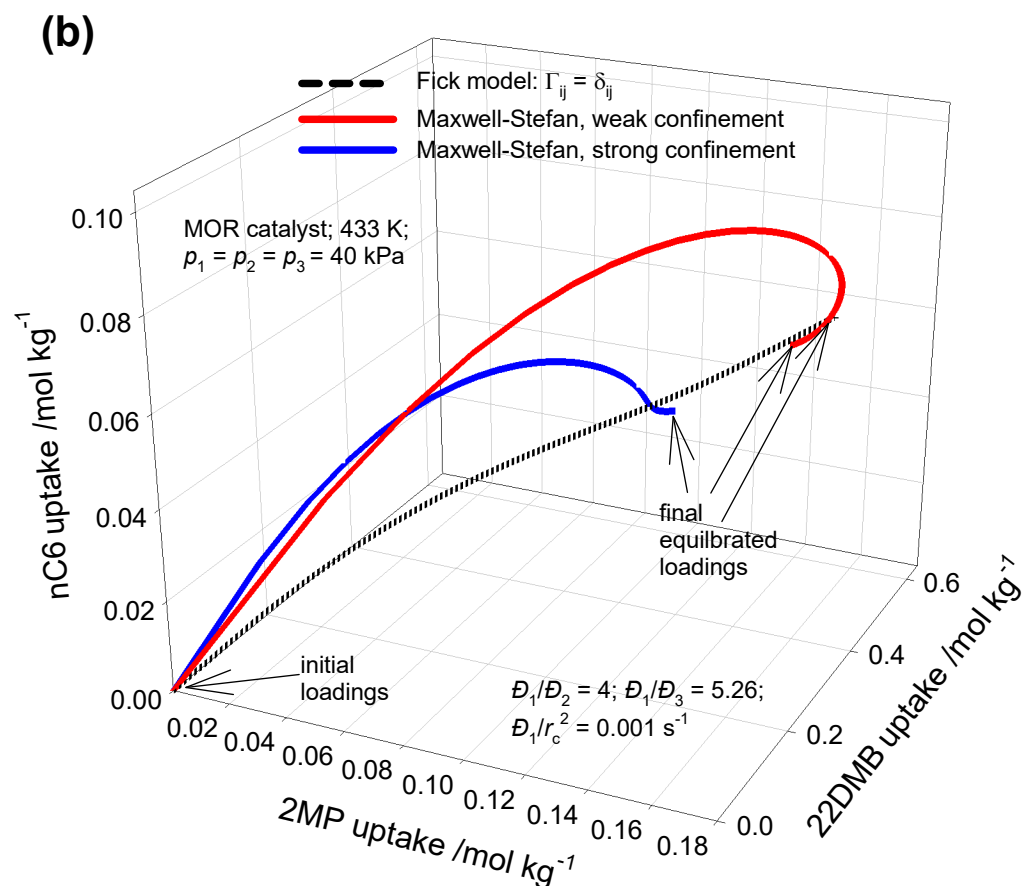 (b)
Fick model: Γij = δij
Maxwell-Stefan, weak confinement
Maxwell-Stefan, strong confinement
MOR catalyst; 433 K;
p1 = p2 = p3 = 40 kPa
0.10
0.08
0.06
0.04
0.02
0.00
nC6 uptake /mol kg-1
final
equilbrated
loadings
initial
loadings
Đ1/Đ2 = 4; Đ1/Đ3 = 5.26;
Đ1/rc2 = 0.001 s-1
0.02
0.04
0.06
0.08
0.10
0.12
0.14
0.16
0.18
2MP uptake /mol kg-1
0.0
0.2
0.4
0.6
22DMB uptake /mol kg-1